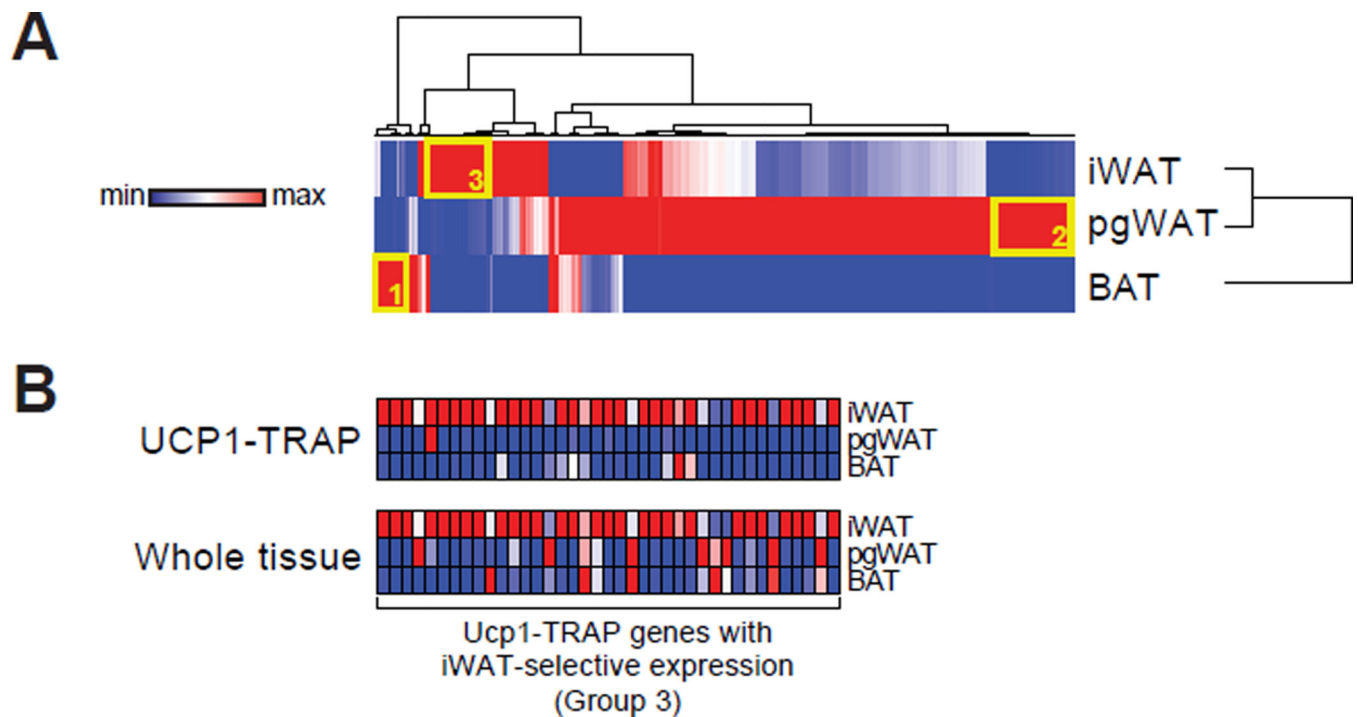 A
min max
3
2
1
iWAT
pgWAT
BAT
B
UCP1-TRAP
iWAT
pgWAT
BAT
Whole tissue
iWAT
pgWAT
BAT
Ucp1-TRAP genes with
iWAT-selective expression
(Group 3)